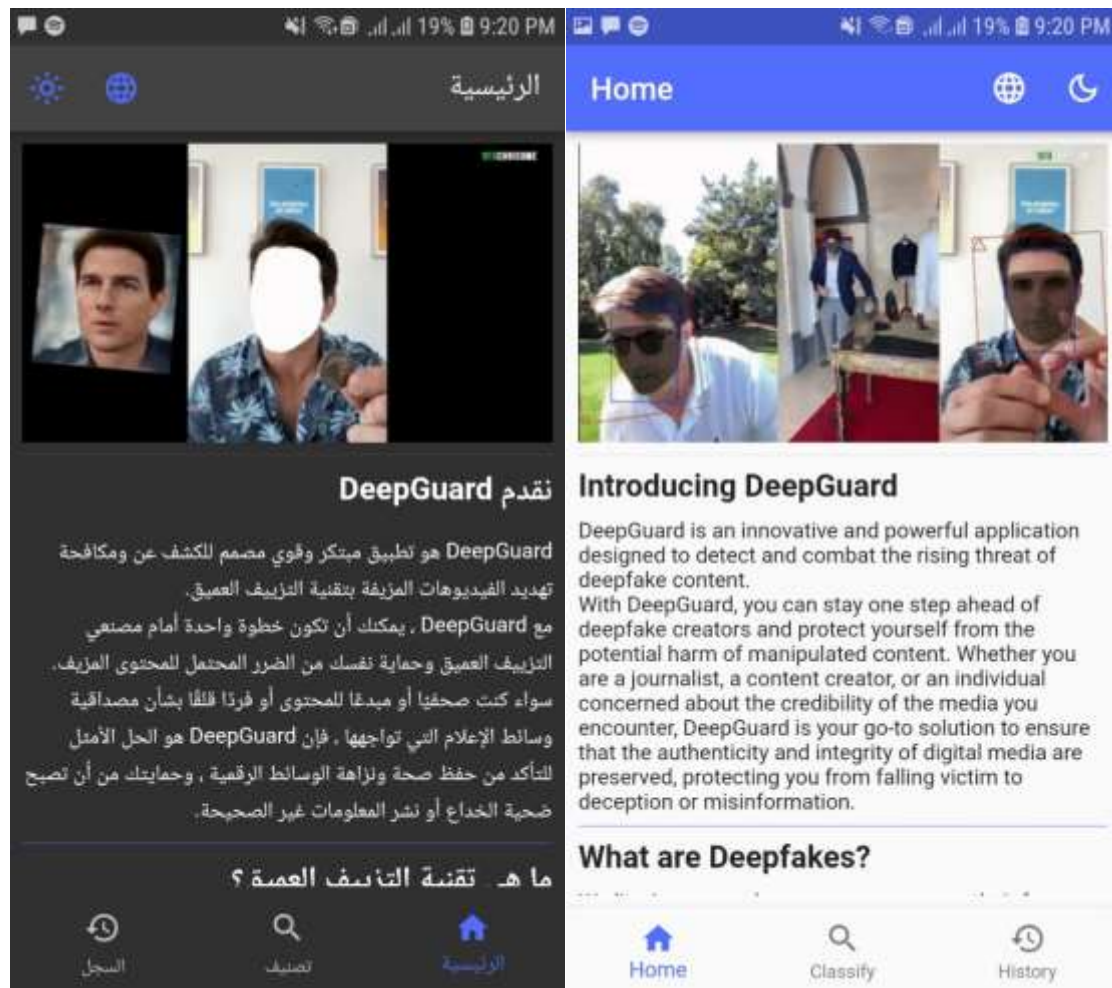 19% 9:20 PM
الرئيسية
نقدم DeepGuard
DeepGuard هو تطبيق مبتكر وقوي مصمم للكشف عن ومكافحة
تهديد الفيديوهات المزيفة بتقنية التزييف العميق.
مع DeepGuard , يمكنك أن تكون خطوة واحدة أمام مصنعي
التزييف العميق وحماية نفسك من الضرر المحتمل للمحتوى المزيف.
سواء كنت صحفيًا أو مبدعًا للمحتوى أو فردًا قلقًا بشأن مصداقية
وسائط الإعلام التي تواجهها , فإن DeepGuard هو الحل الأمثل
للتأكد من حفظ صحة ونزاهة الوسائط الرقمية , وحمايتك من أن تصبح
ضحية الخداع أو نشر المعلومات غير الصحيحة.
ما هي تقنية التزييف العميق ؟
الرئيسية
تصنيف
السجل
19% 9:20 PM
Home
Introducing DeepGuard
DeepGuard is an innovative and powerful application
designed to detect and combat the rising threat of
deepfake content.
With DeepGuard, you can stay one step ahead of
deepfake creators and protect yourself from the
potential harm of manipulated content. Whether you
are a journalist, a content creator, or an individual
concerned about the credibility of the media you
encounter, DeepGuard is your go-to solution to ensure
that the authenticity and integrity of digital media are
preserved, protecting you from falling victim to
deception or misinformation.
What are Deepfakes?
Home
Classify
History